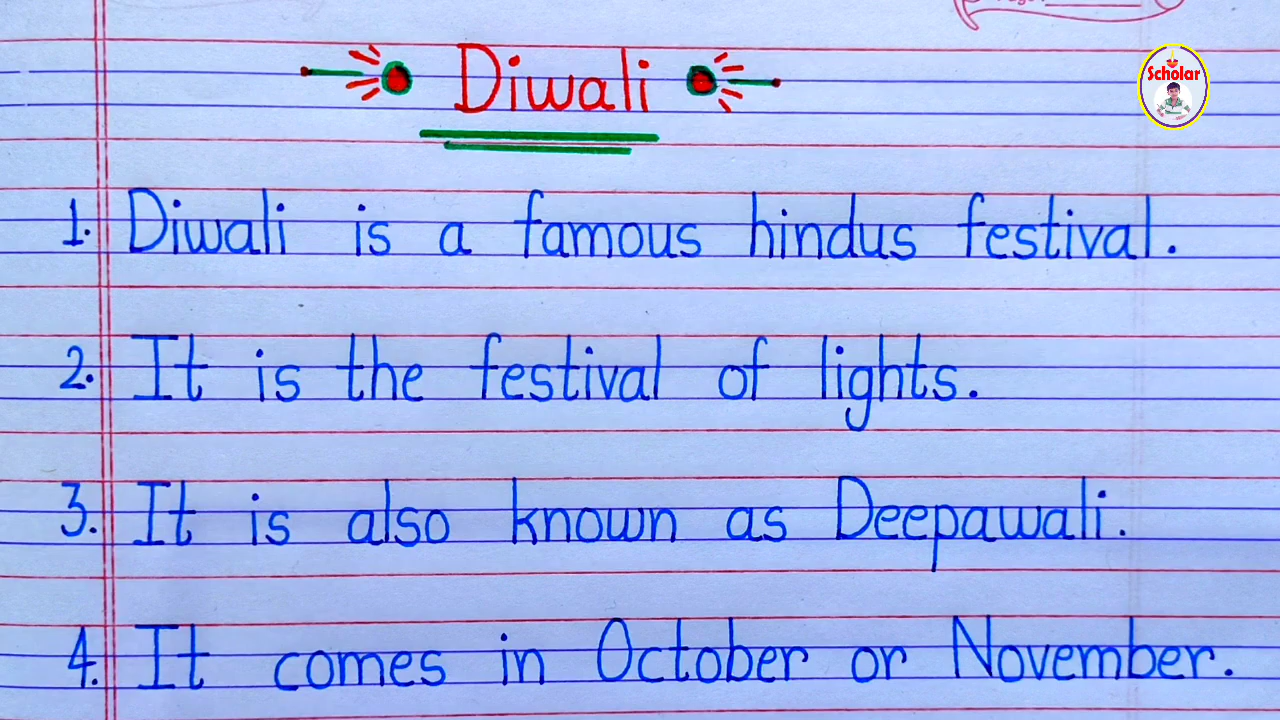 Diwali
Scholar
1. Diwali is a famous hindus festival.
2. It is the festival of lights.
3. It is also known as Deepawali.
4. It comes in October or November.